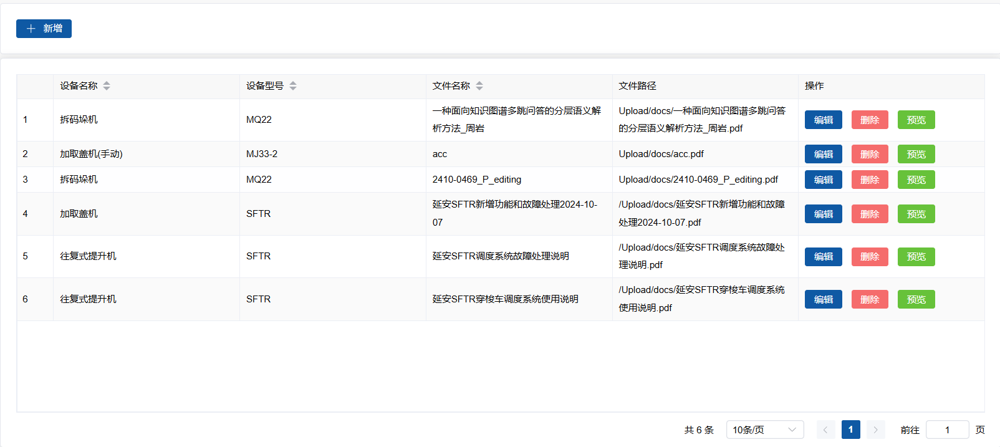 新增
设备名称 设备型号 文件名称 文件路径 操作
1 拆码垛机 MQ22 一种面向知识图谱多跳问答的分层语义解 Upload/docs/一种面向知识图谱多跳问答 编辑 删除 预览
析方法_周岩 的分层语义解析方法_周岩.pdf
2 加取盖机(手动) MJ33-2 acc Upload/docs/acc.pdf 编辑 删除 预览
3 拆码垛机 MQ22 2410-0469_P_editing Upload/docs/2410-0469_P_editing.pdf 编辑 删除 预览
4 加取盖机 SFTR 延安SFTR新增功能和故障处理2024-10- /Upload/docs/延安SFTR新增功能和故障 编辑 删除 预览
07 处理2024-10-07.pdf
5 往复式提升机 SFTR 延安SFTR调度系统故障处理说明 /Upload/docs/延安SFTR调度系统故障处 编辑 删除 预览
理说明.pdf
6 往复式提升机 SFTR 延安SFTR穿梭车调度系统使用说明 /Upload/docs/延安SFTR穿梭车调度系统 编辑 删除 预览
使用说明.pdf
共 6 条 10条/页 1 前往 1 页